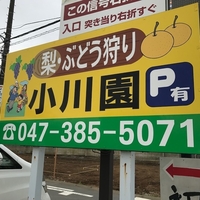 この信号右折
入口 突き当り右折すぐ
梨・ぶどう狩り
小川園
P有
☎047-385-5071